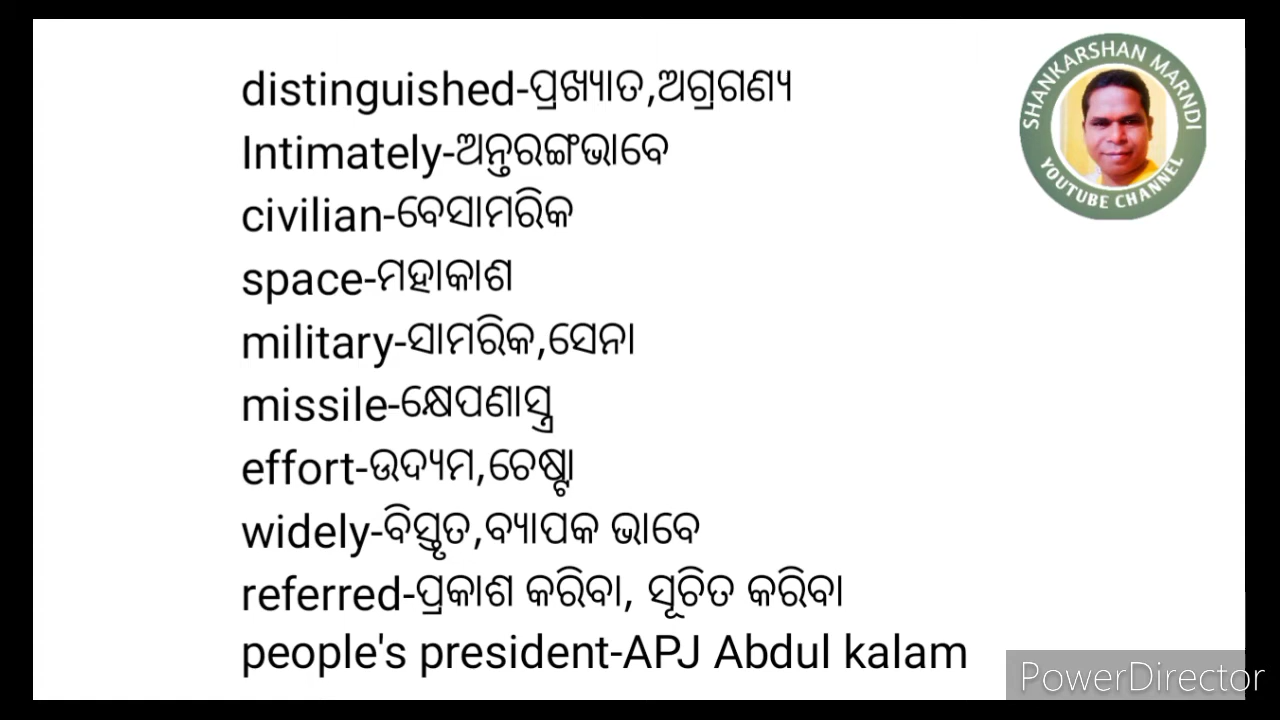 distinguished-ପ୍ରଖ୍ୟାତ,ଅଗ୍ରଗଣ୍ୟ
Intimately-ଅନ୍ତରଙ୍ଗଭାବେ
civilian-ବେସାମରିକ
space-ମହାକାଶ
military-ସାମରିକ,ସେନା
missile-କ୍ଷେପଣାସ୍ତ୍ର
effort-ଉଦ୍ୟମ,ଚେଷ୍ଟା
widely-ବିସ୍ତୃତ,ବ୍ୟାପକ ଭାବେ
referred-ପ୍ରକାଶ କରିବା, ସୂଚିତ କରିବା
people's president-APJ Abdul kalam
SHANKARSHAN MARNDI
YOUTUBE CHANNEL
PowerDirector